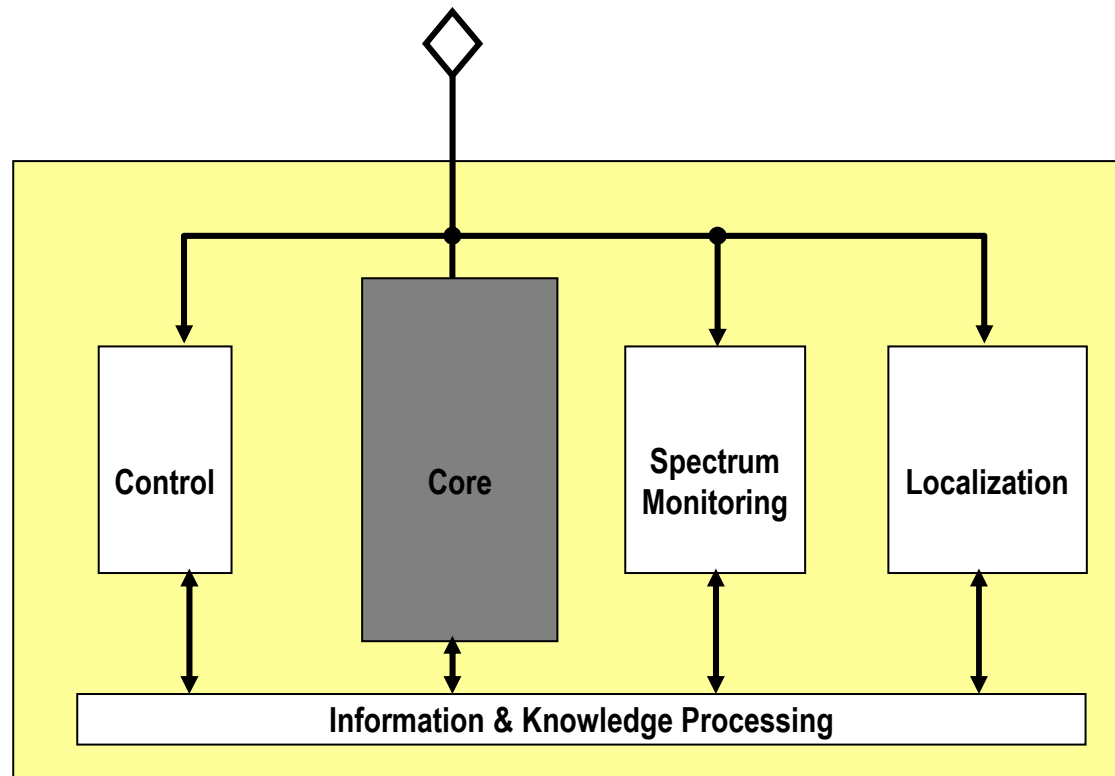 Control
Core
Spectrum
Monitoring
Localization
Information & Knowledge Processing